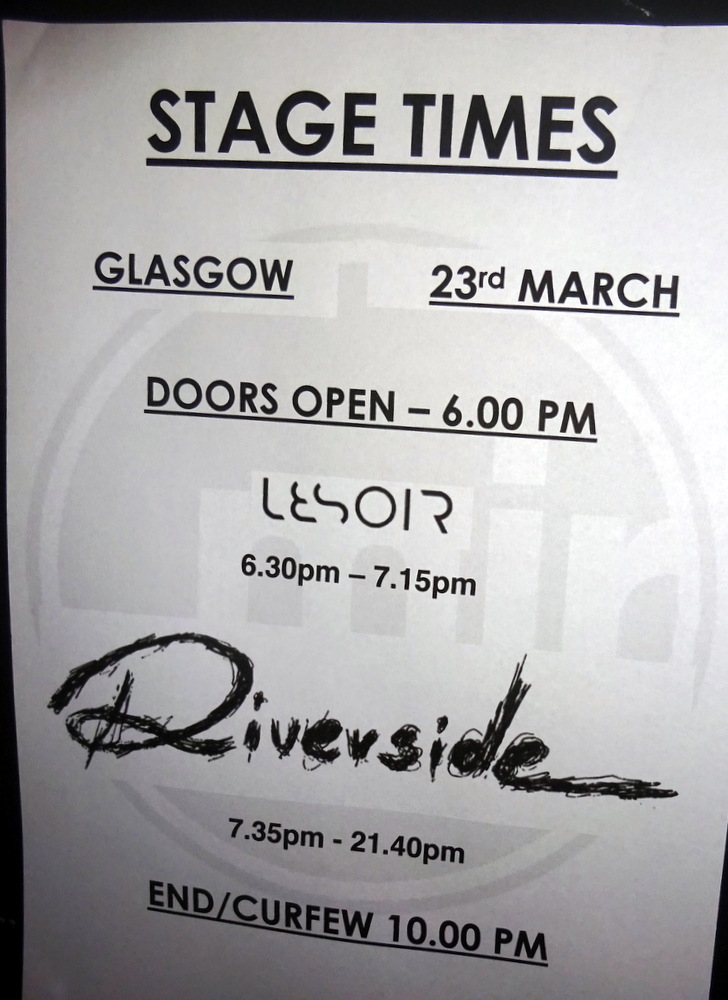 STAGE TIMES
GLASGOW 23rd MARCH
DOORS OPEN – 6.00 PM
LESOIR
6.30pm – 7.15pm
Riverside
7.35pm - 21.40pm
END/CURFEW 10.00 PM